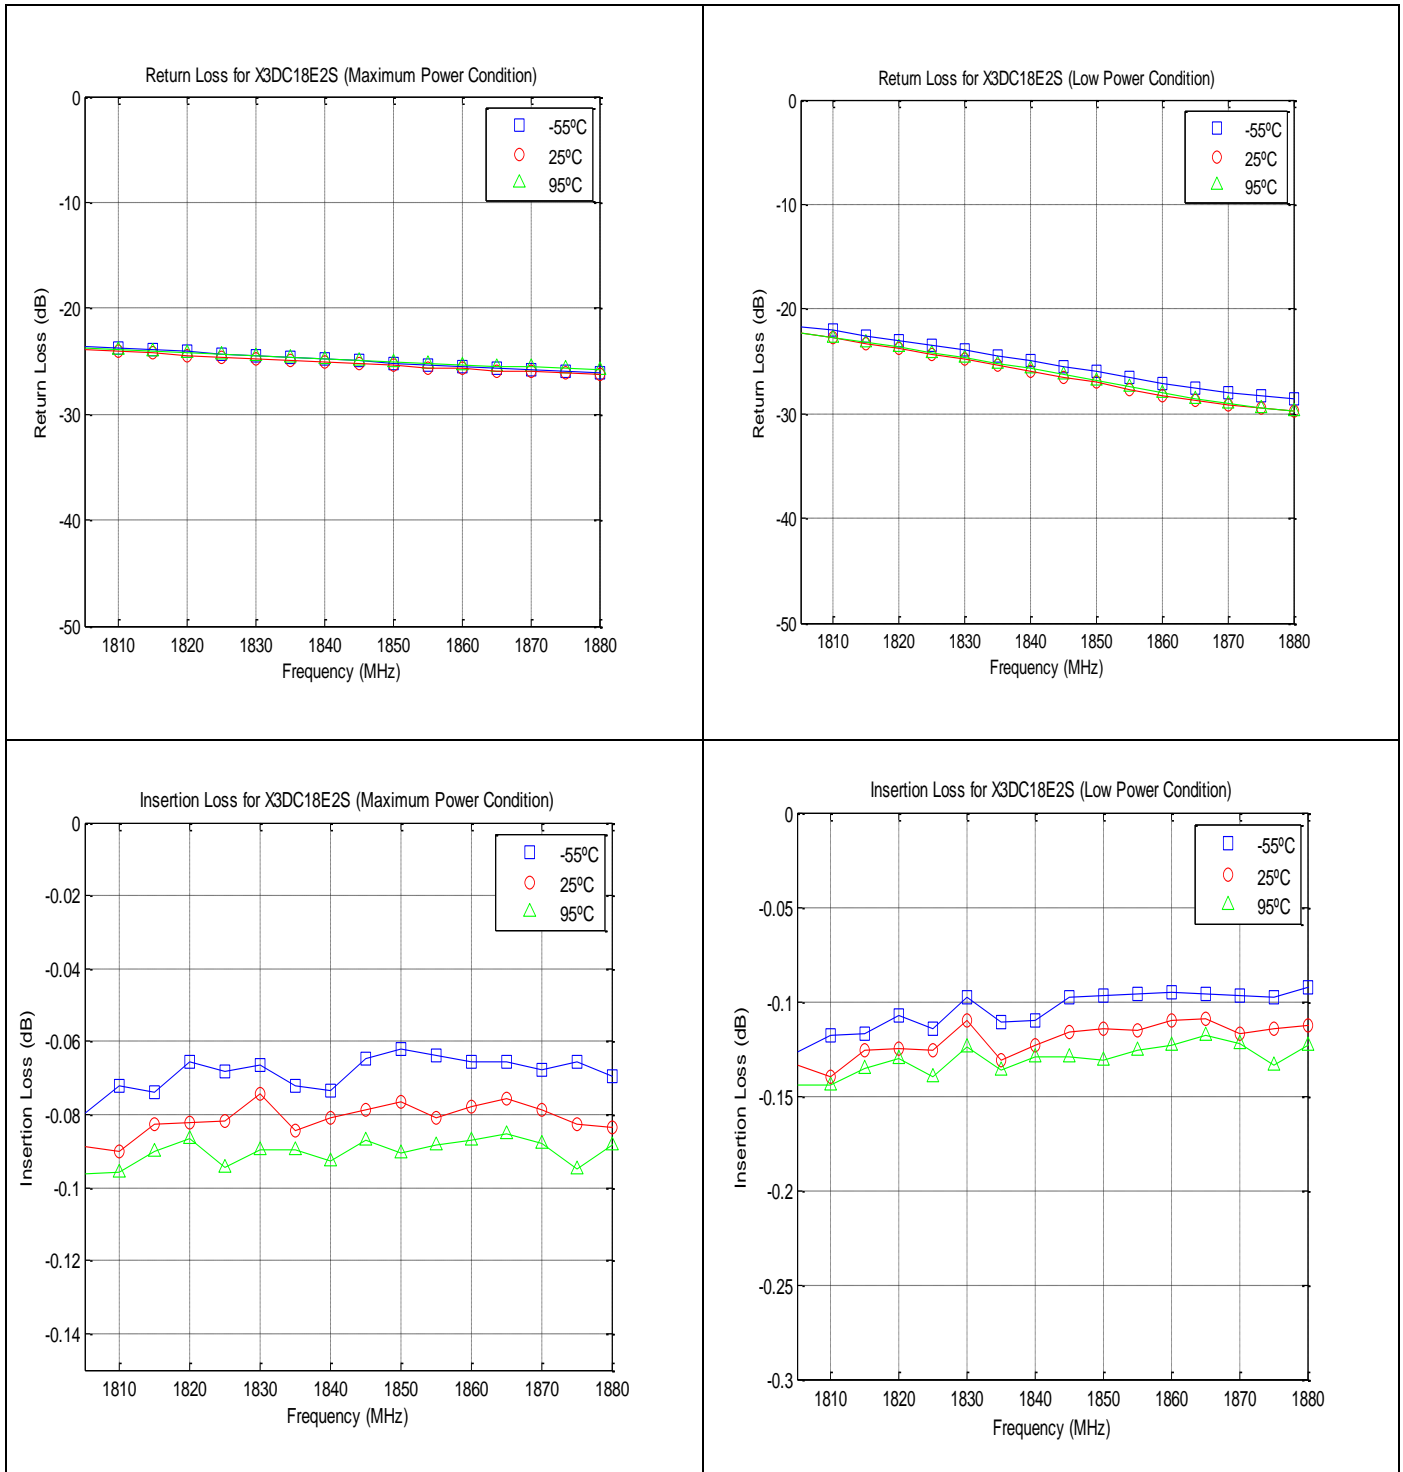 Return Loss for X3DC18E2S (Maximum Power Condition)
0
-10
-20
-30
-40
-50
Return Loss (dB)
-55ºC
25ºC
95ºC
1810 1820 1830 1840 1850 1860 1870 1880
Frequency (MHz)
Return Loss for X3DC18E2S (Low Power Condition)
0
-10
-20
-30
-40
-50
Return Loss (dB)
-55ºC
25ºC
95ºC
1810 1820 1830 1840 1850 1860 1870 1880
Frequency (MHz)
Insertion Loss for X3DC18E2S (Maximum Power Condition)
0
-0.02
-0.04
-0.06
-0.08
-0.1
-0.12
-0.14
Insertion Loss (dB)
-55ºC
25ºC
95ºC
1810 1820 1830 1840 1850 1860 1870 1880
Frequency (MHz)
Insertion Loss for X3DC18E2S (Low Power Condition)
0
-0.05
-0.1
-0.15
-0.2
-0.25
-0.3
Insertion Loss (dB)
-55ºC
25ºC
95ºC
1810 1820 1830 1840 1850 1860 1870 1880
Frequency (MHz)